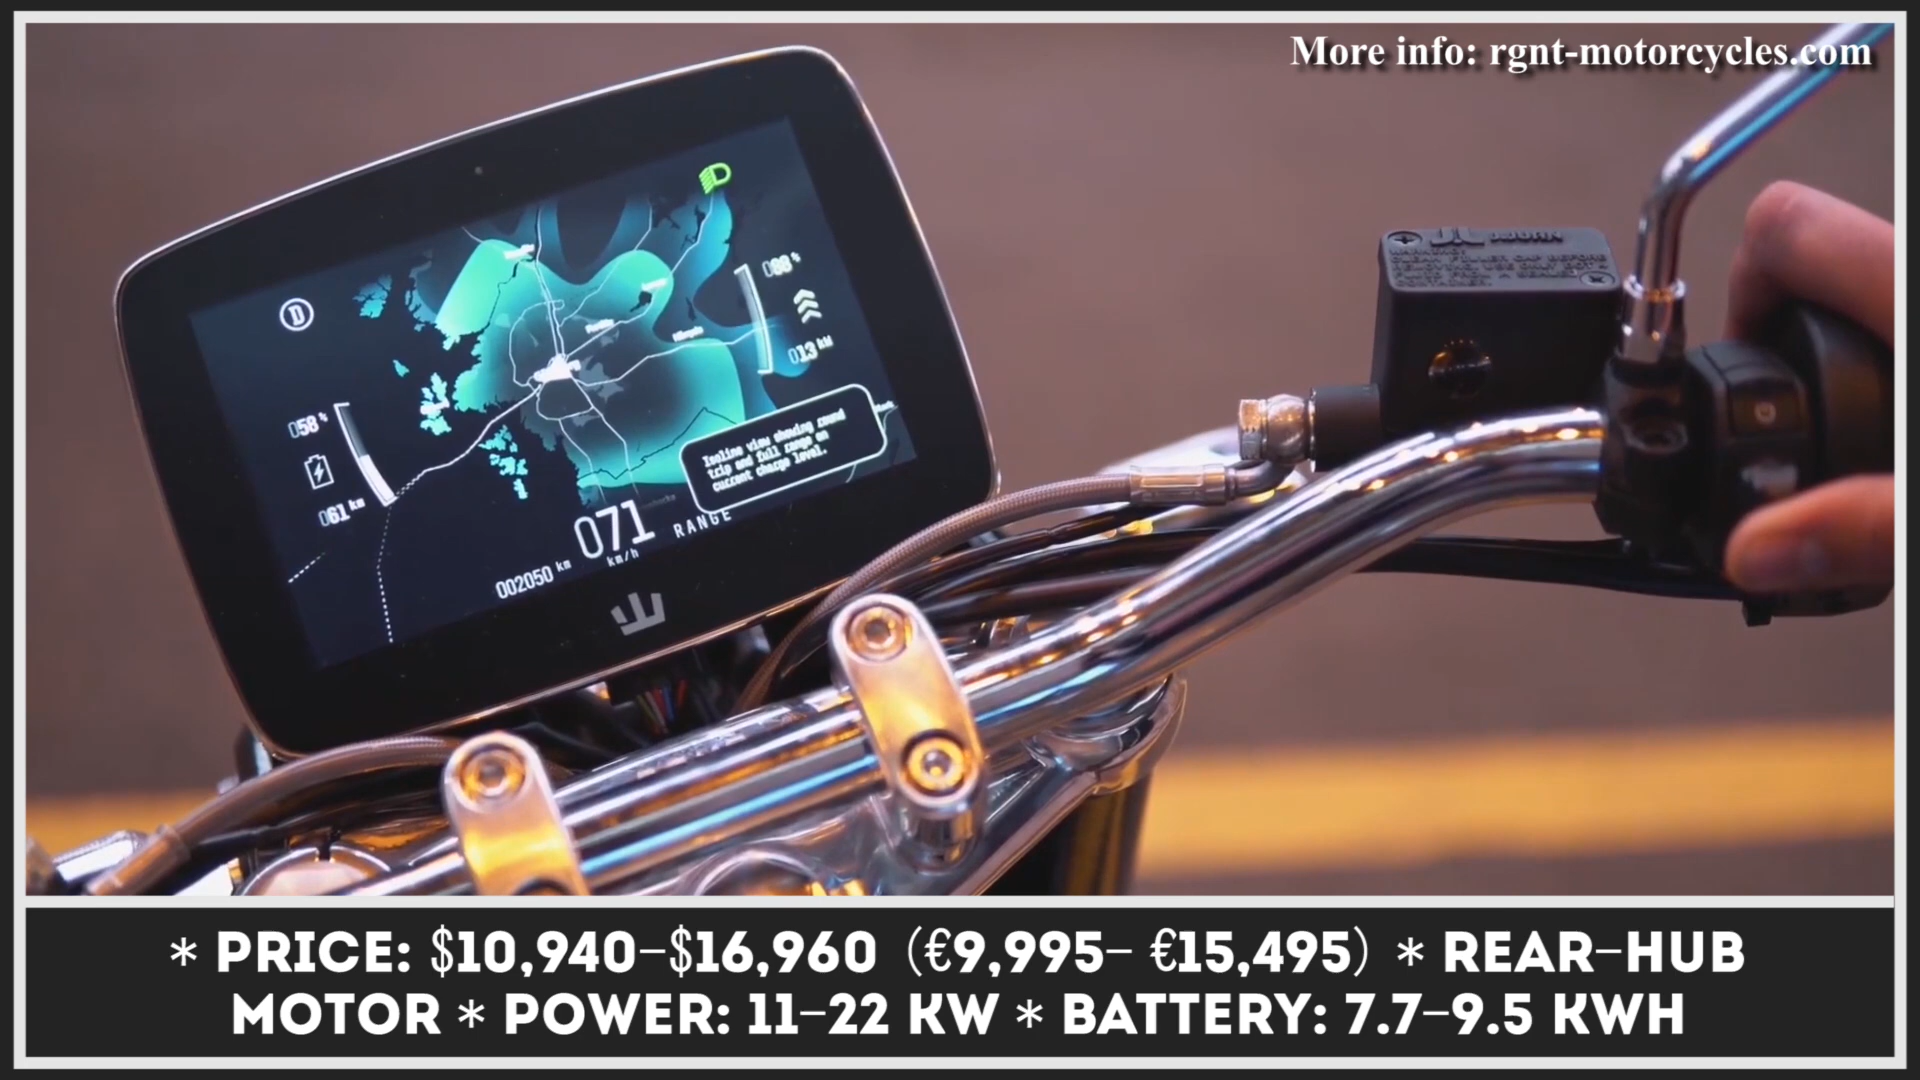 More info: rgnt-motorcycles.com
D
088 %
013 KM
058 %
061 km
Isoline view showing round
trip and full range on
current charge level.
071
km/h
RANGE
002050 km
* PRICE: $10,940–$16,960 (€9,995– €15,495) * REAR–HUB
MOTOR * POWER: 11–22 KW * BATTERY: 7.7–9.5 KWH